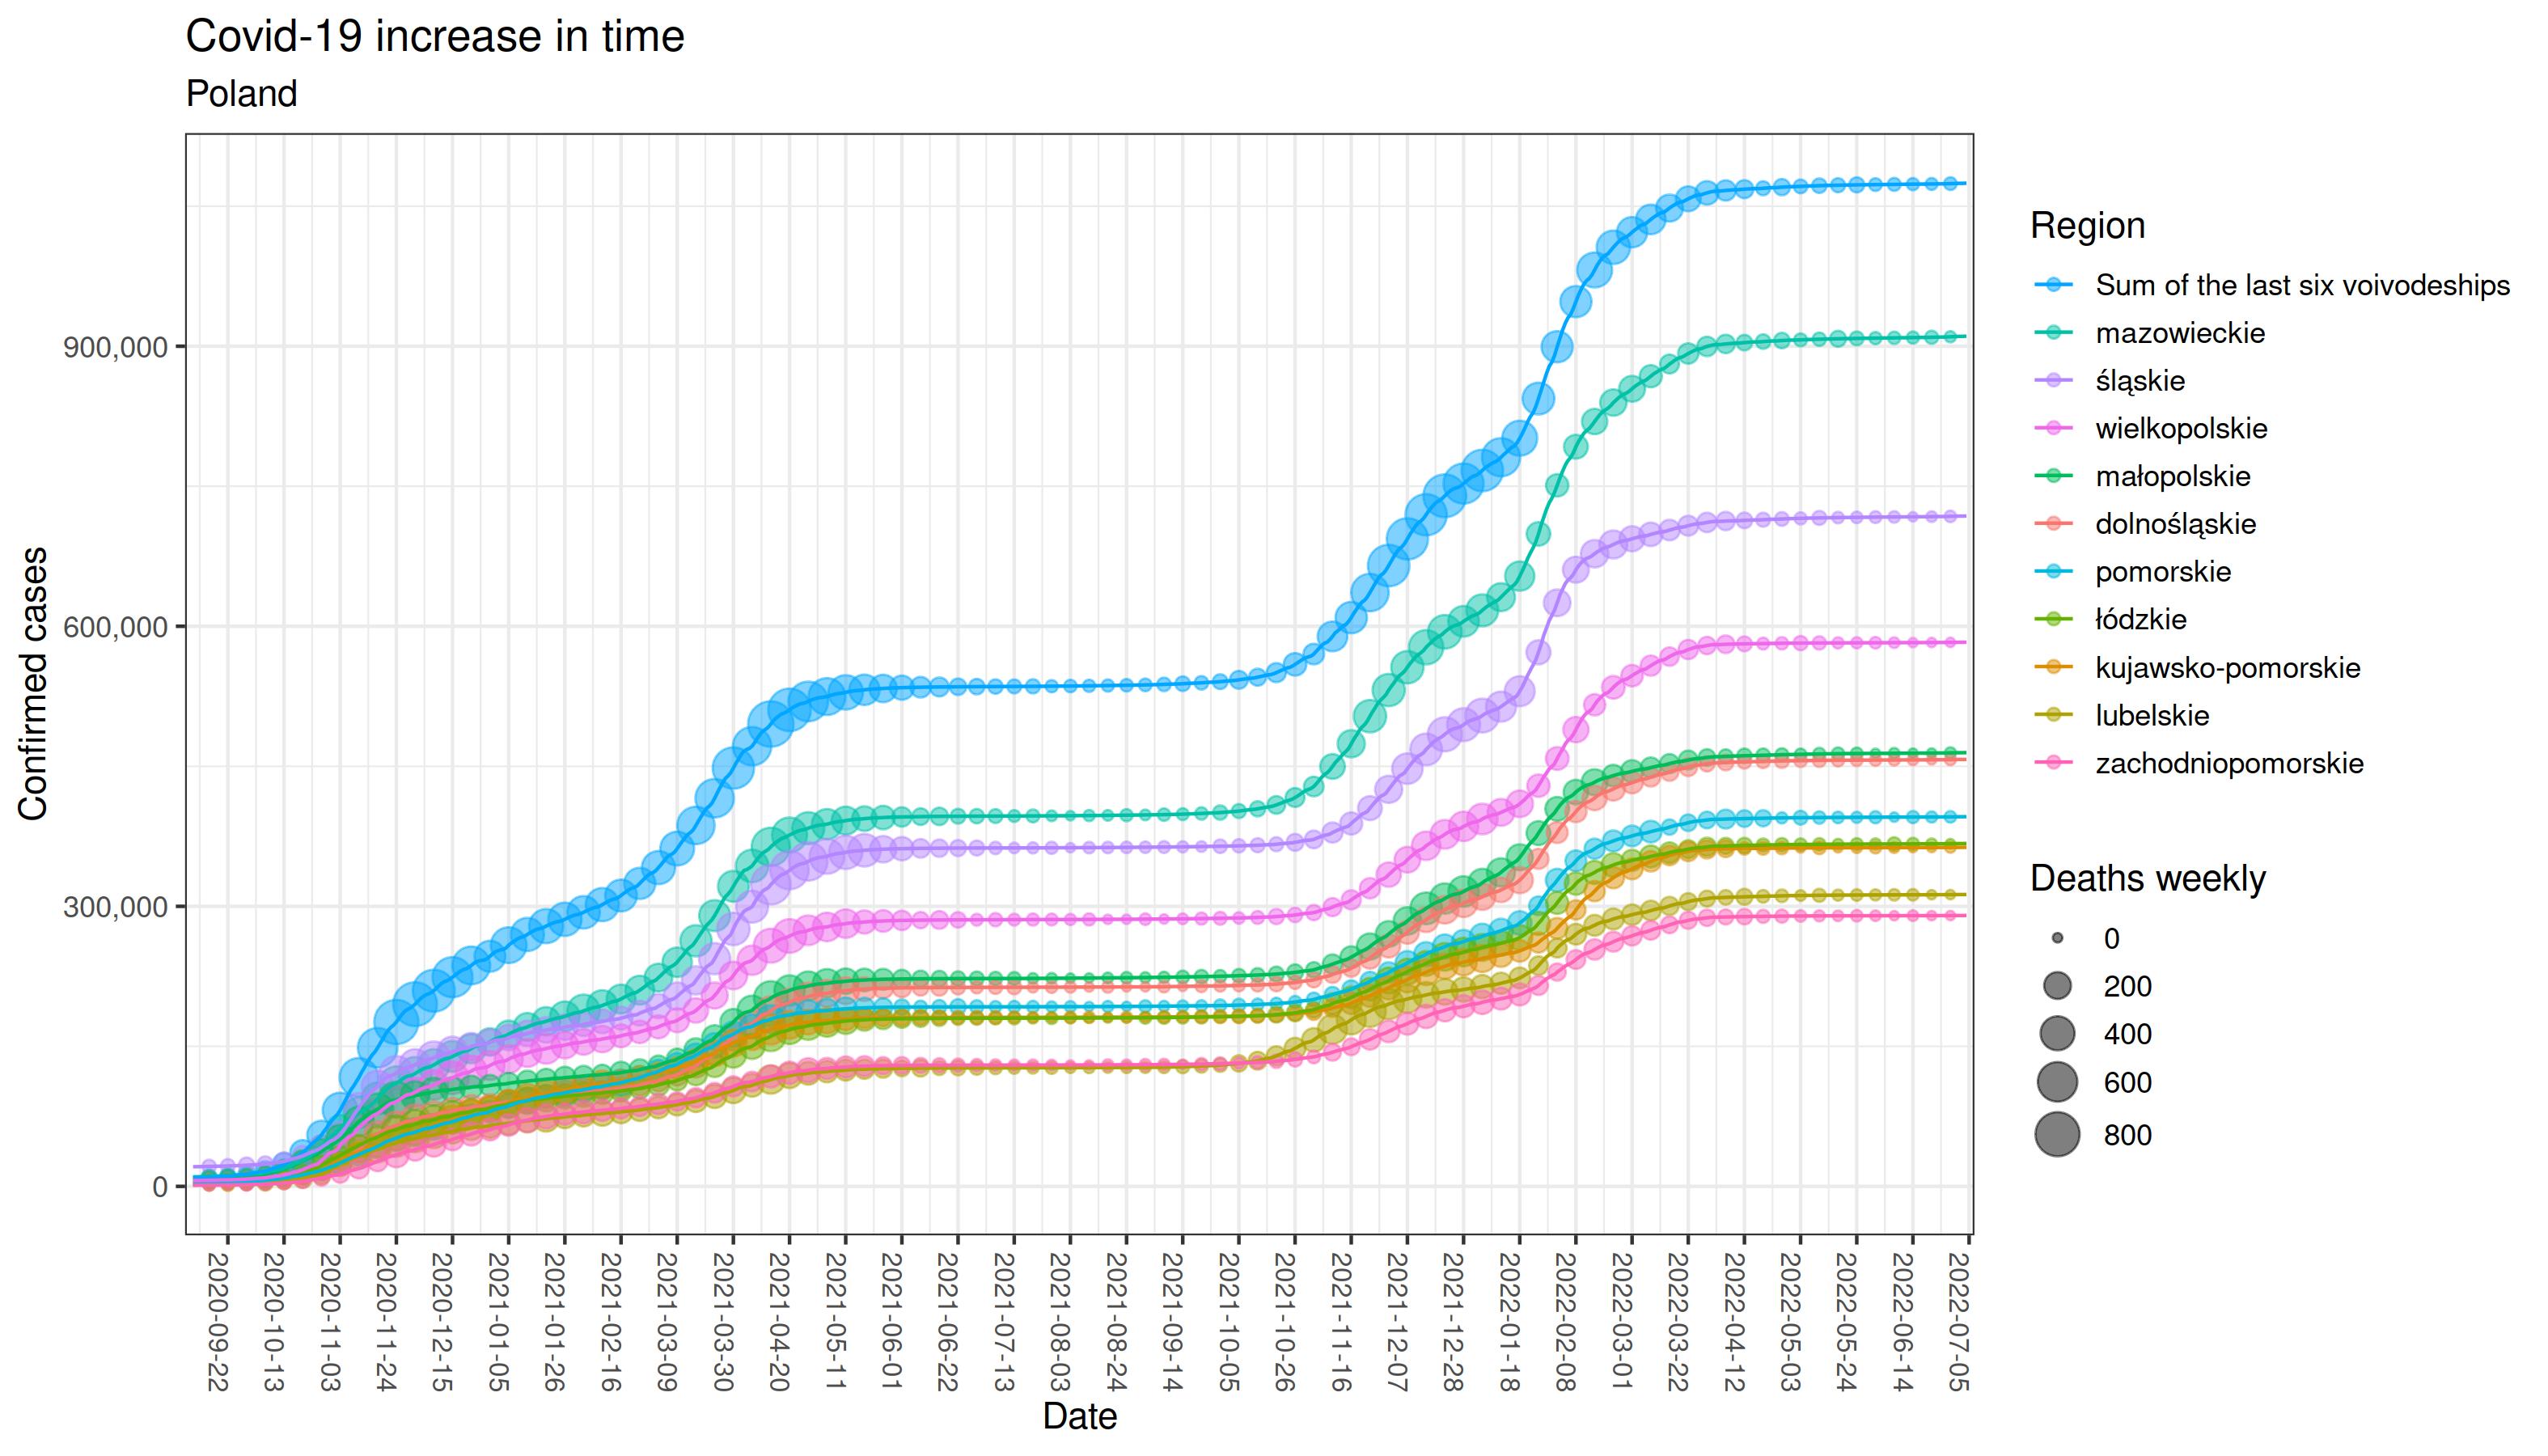 Covid-19 increase in time
Poland
Confirmed cases
900,000
600,000
300,000
0
2020-09-22
2020-10-13
2020-11-03
2020-11-24
2020-12-15
2021-01-05
2021-01-26
2021-02-16
2021-03-09
2021-03-30
2021-04-20
2021-05-11
2021-06-01
2021-06-22
2021-07-13
2021-08-03
2021-08-24
2021-09-14
2021-10-05
2021-10-26
2021-11-16
2021-12-07
2021-12-28
2022-01-18
2022-02-08
2022-03-01
2022-03-22
2022-04-12
2022-05-03
2022-05-24
2022-06-14
2022-07-05
Date
Region
Sum of the last six voivodeships
mazowieckie
śląskie
wielkopolskie
małopolskie
dolnośląskie
pomorskie
łódzkie
kujawsko-pomorskie
lubelskie
zachodniopomorskie
Deaths weekly
0
200
400
600
800